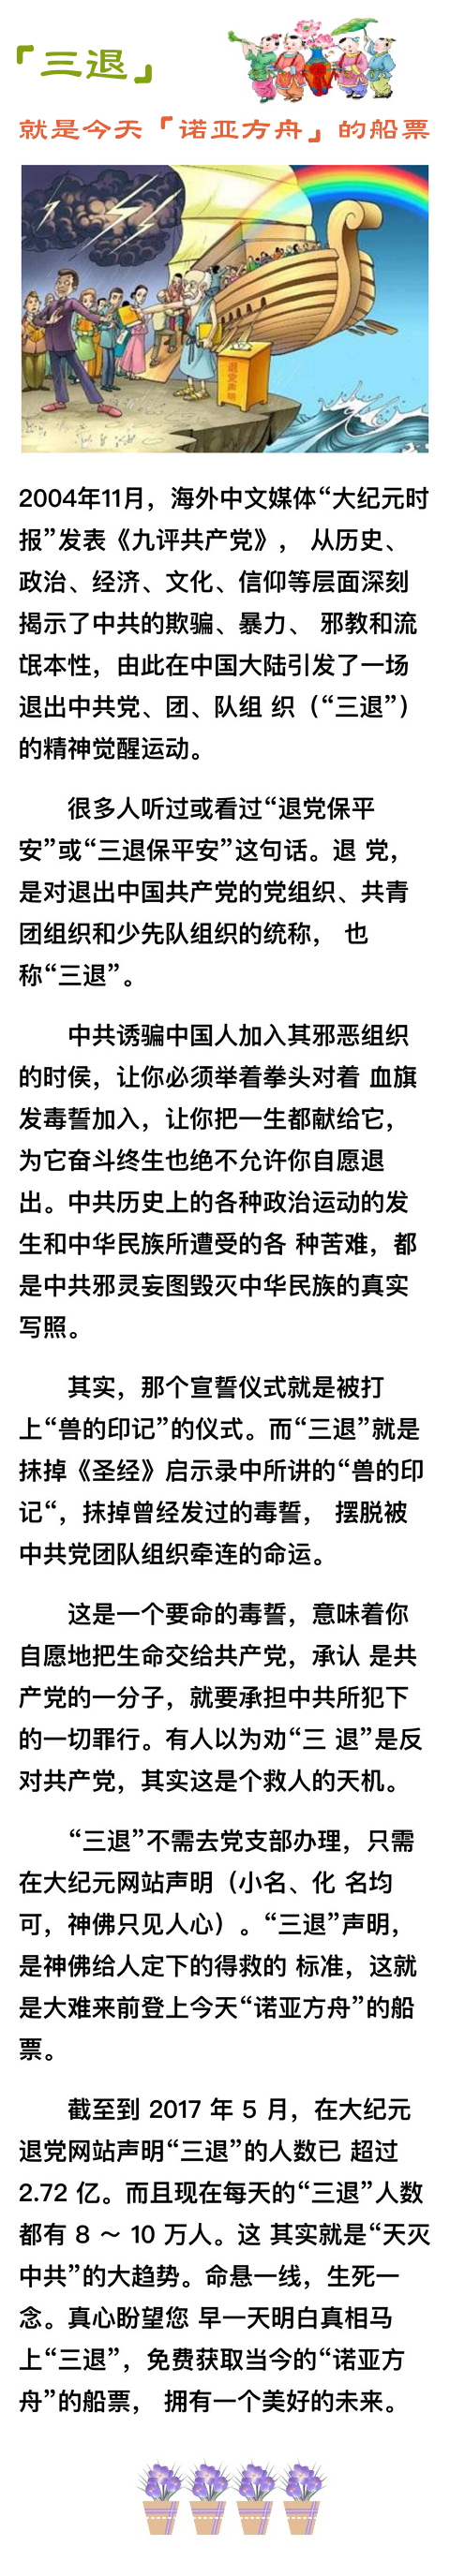 「三退」
就是今天「诺亚方舟」的船票
退党声明
2004年11月，海外中文媒体“大纪元时
报”发表《九评共产党》， 从历史、
政治、经济、文化、信仰等层面深刻
揭示了中共的欺骗、暴力、 邪教和流
氓本性，由此在中国大陆引发了一场
退出中共党、团、队组 织（“三退”）
的精神觉醒运动。
很多人听过或看过“退党保平
安”或“三退保平安”这句话。退 党，
是对退出中国共产党的党组织、共青
团组织和少先队组织的统称， 也
称“三退”。
中共诱骗中国人加入其邪恶组织
的时侯，让你必须举着拳头对着 血旗
发毒誓加入，让你把一生都献给它，
为它奋斗终生也绝不允许你自愿退
出。中共历史上的各种政治运动的发
生和中华民族所遭受的各 种苦难，都
是中共邪灵妄图毁灭中华民族的真实
写照。
其实，那个宣誓仪式就是被打
上“兽的印记”的仪式。而“三退”就是
抹掉《圣经》启示录中所讲的“兽的印
记“，抹掉曾经发过的毒誓， 摆脱被
中共党团队组织牵连的命运。
这是一个要命的毒誓，意味着你
自愿地把生命交给共产党，承认 是共
产党的一分子，就要承担中共所犯下
的一切罪行。有人以为劝“三 退”是反
对共产党，其实这是个救人的天机。
“三退”不需去党支部办理，只需
在大纪元网站声明（小名、化 名均
可，神佛只见人心）。“三退”声明，
是神佛给人定下的得救的 标准，这就
是大难来前登上今天“诺亚方舟”的船
票。
截至到 2017 年 5 月，在大纪元
退党网站声明“三退”的人数已 超过
2.72 亿。而且现在每天的“三退”人数
都有 8 ～ 10 万人。这 其实就是“天灭
中共”的大趋势。命悬一线，生死一
念。真心盼望您 早一天明白真相马
上“三退”，免费获取当今的“诺亚方
舟”的船票， 拥有一个美好的未来。